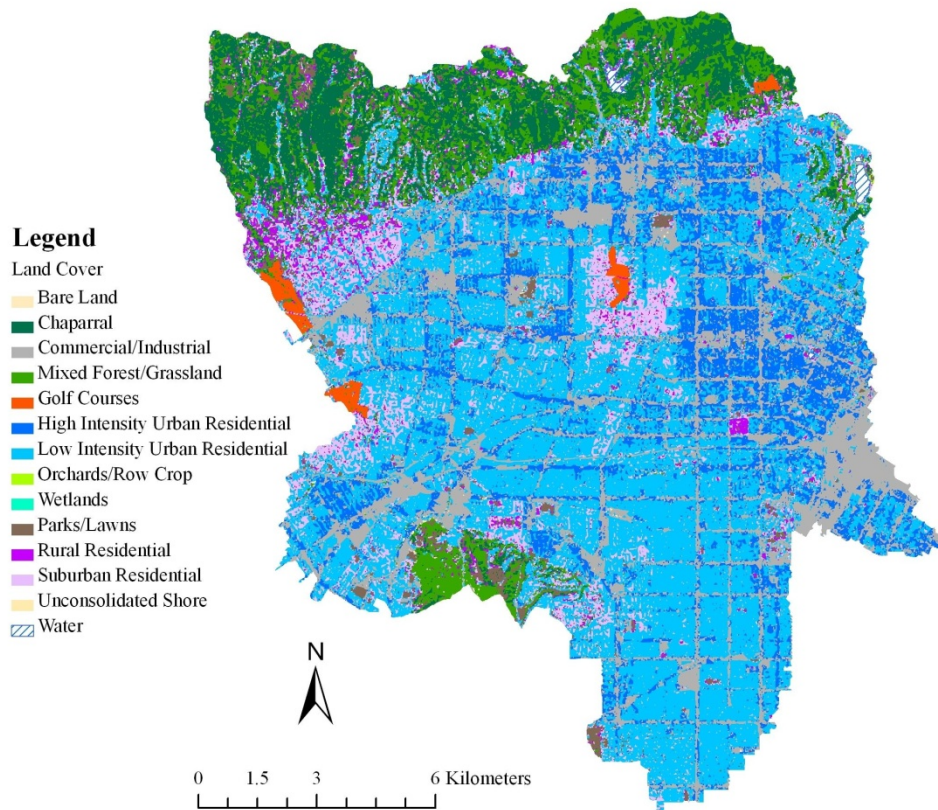 Legend
Land Cover
Bare Land
Chaparral
Commercial/Industrial
Mixed Forest/Grassland
Golf Courses
High Intensity Urban Residential
Low Intensity Urban Residential
Orchards/Row Crop
Wetlands
Parks/Lawns
Rural Residential
Suburban Residential
Unconsolidated Shore
Water
N
0 1.5 3 6 Kilometers